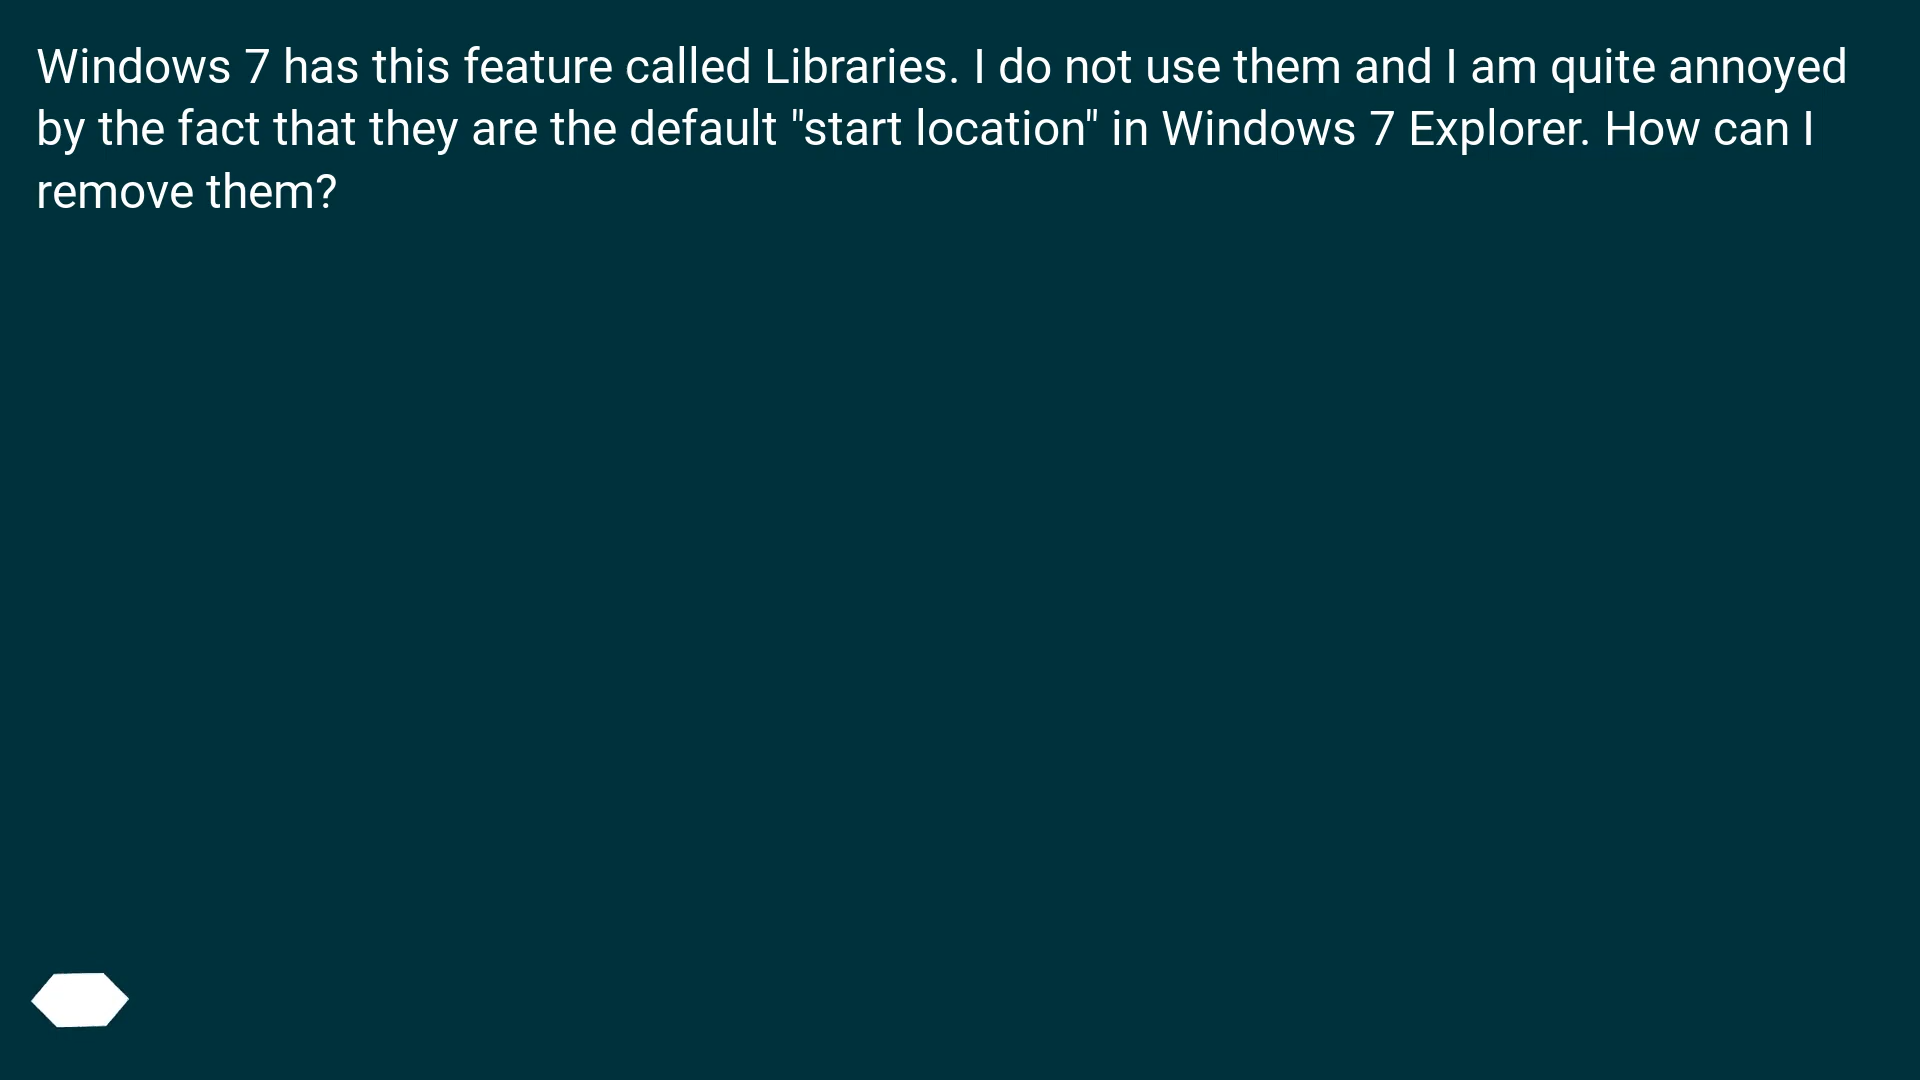 Windows 7 has this feature called Libraries. I do not use them and I am quite annoyed
by the fact that they are the default "start location" in Windows 7 Explorer. How can I
remove them?